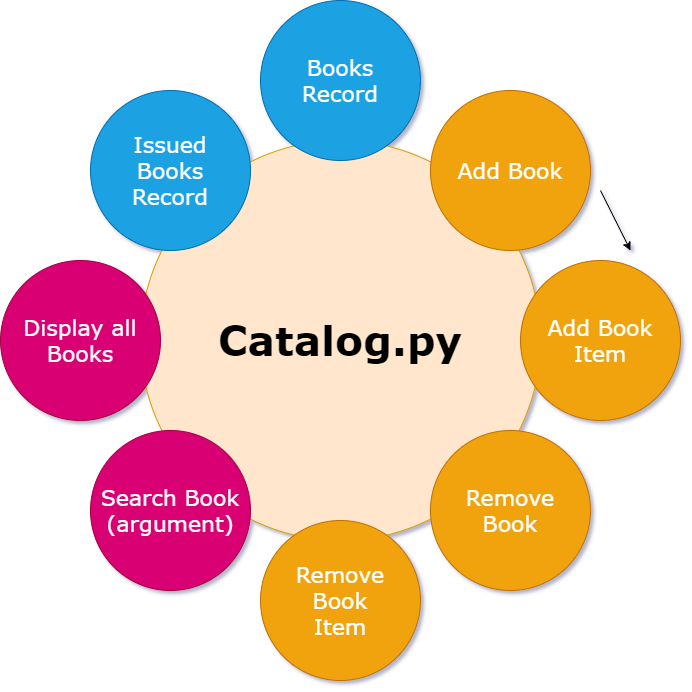 Books
Record
Issued
Books
Record
Add Book
Display all
Books
Catalog.py
Add Book
Item
Search Book
(argument)
Remove
Book
Remove
Book
Item